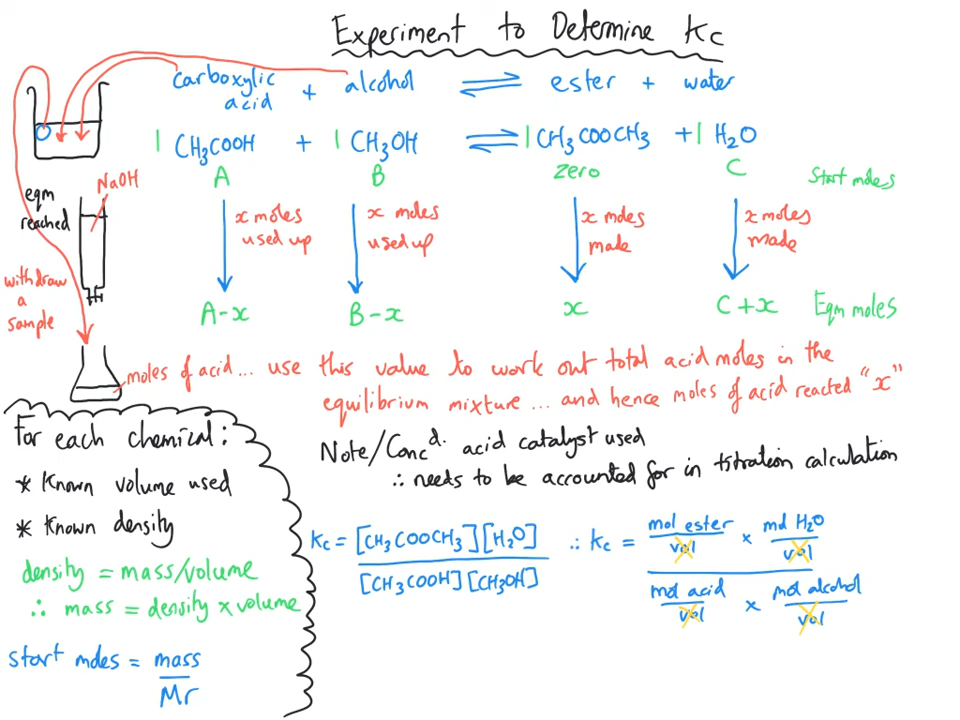 Experiment to Determine Kc
carboxylic acid + alcohol ⇌ ester + water
1 CH₃COOH + 1 CH₃OH ⇌ 1 CH₃COOCH₃ + 1 H₂O
A B zero C Start moles
NaOH
eqm
reached
x moles used up x moles used up x moles made x moles made
withdraw
a
sample
A-x B-x x C+x Eqm moles
moles of acid... use this value to work out total acid moles in the
equilibrium mixture... and hence moles of acid reacted "x"
Note/Concd. acid catalyst used
∴ needs to be accounted for in titration calculation
For each chemical:
* Known volume used
* Known density
density = mass/volume
∴ mass = density x volume
start moles = mass
Mr
Kc = [CH₃COOCH₃][H₂O]
[CH₃COOH][CH₃OH]
∴ Kc = mol ester/vol x mol H₂O/vol
mol acid/vol x mol alcohol/vol